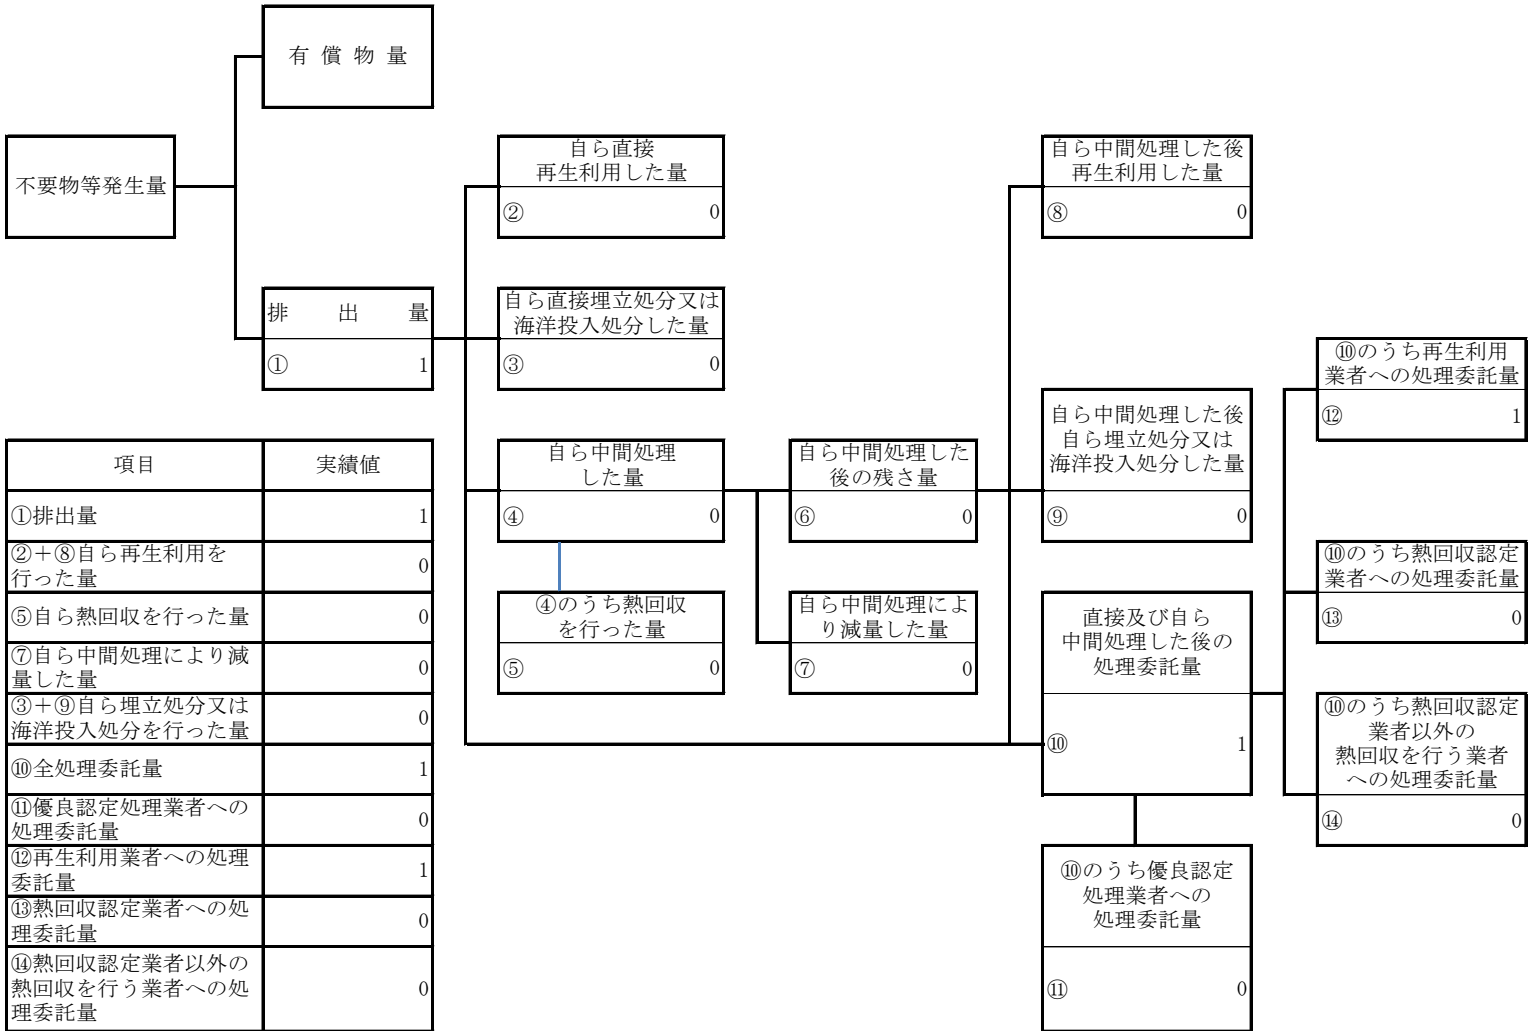 有償物量
不要物等発生量
排出量
① 1
自ら直接
再生利用した量
② 0
自ら直接埋立処分又は
海洋投入処分した量
③ 0
自ら中間処理
した量
④ 0
④のうち熱回収
を行った量
⑤ 0
自ら中間処理した
後の残さ量
⑥ 0
自ら中間処理によ
り減量した量
⑦ 0
自ら中間処理した後
再生利用した量
⑧ 0
自ら中間処理した後
自ら埋立処分又は
海洋投入処分した量
⑨ 0
直接及び自ら
中間処理した後の
処理委託量
⑩ 1
⑩のうち優良認定
処理業者への
処理委託量
⑪ 0
⑩のうち再生利用
業者への処理委託量
⑫ 1
⑩のうち熱回収認定
業者への処理委託量
⑬ 0
⑩のうち熱回収認定
業者以外の
熱回収を行う業者
への処理委託量
⑭ 0
項目 実績値
①排出量 1
②＋⑧自ら再生利用を
行った量 0
⑤自ら熱回収を行った量 0
⑦自ら中間処理により減
量した量 0
③＋⑨自ら埋立処分又は
海洋投入処分を行った量 0
⑩全処理委託量 1
⑪優良認定処理業者への
処理委託量 0
⑫再生利用業者への処理
委託量 1
⑬熱回収認定業者への処
理委託量 0
⑭熱回収認定業者以外の
熱回収を行う業者への処
理委託量 0